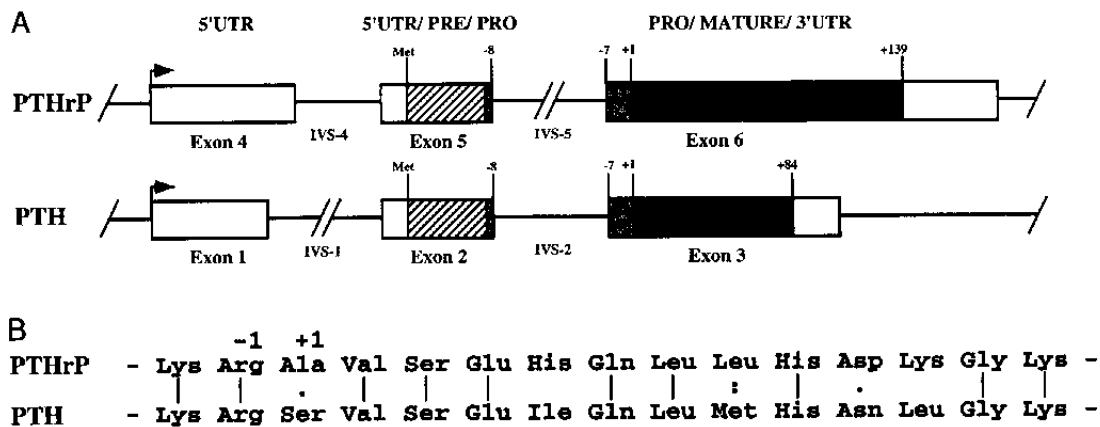 A
5'UTR 5'UTR/ PRE/ PRO PRO/ MATURE/ 3'UTR
Met -8 -7 +1 +139
PTHrP
Exon 4 IVS-4 Exon 5 IVS-5 Exon 6
Met -8 -7 +1 +84
PTH
Exon 1 IVS-1 Exon 2 IVS-2 Exon 3
B
-1 +1
PTHrP - Lys Arg Ala Val Ser Glu His Gln Leu Leu His Asp Lys Gly Lys -
PTH - Lys Arg Ser Val Ser Glu Ile Gln Leu Met His Asn Leu Gly Lys -